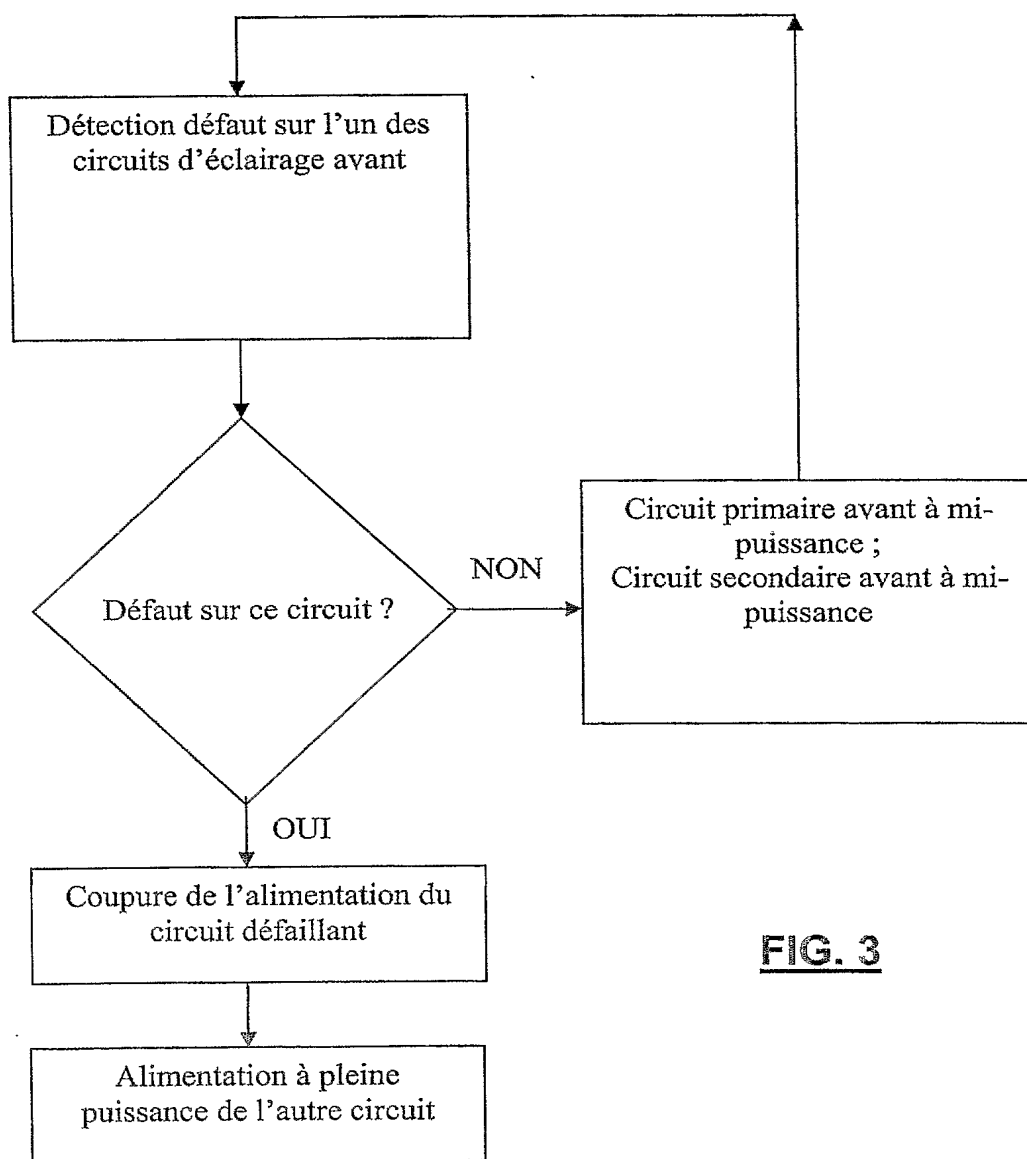 Détection défaut sur l’un des
circuits d’éclairage avant
Défaut sur ce circuit ?
NON
Circuit primaire avant à mi-
puissance ;
Circuit secondaire avant à mi-
puissance
OUI
Coupure de l’alimentation du
circuit défaillant
Alimentation à pleine
puissance de l’autre circuit
FIG. 3